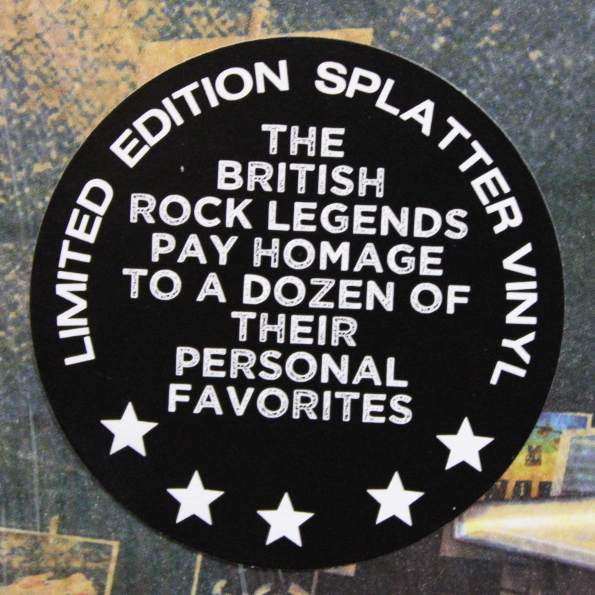 LIMITED EDITION SPLATTER VINYL
THE
BRITISH
ROCK LEGENDS
PAY HOMAGE
TO A DOZEN OF
THEIR
PERSONAL
FAVORITES